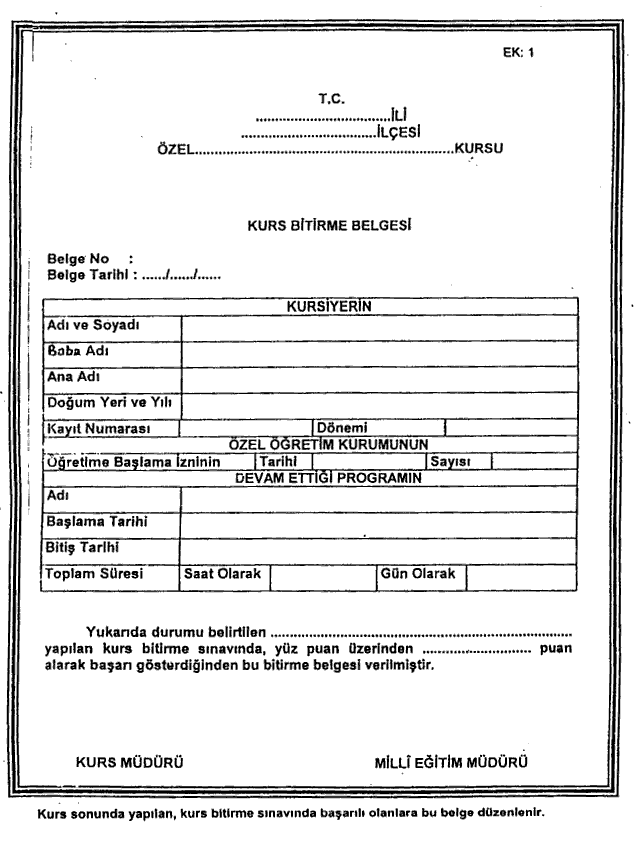 EK: 1
T.C.
..................................İLİ
..................................İLÇESİ
ÖZEL.................................................................KURSU
KURS BİTİRME BELGESİ
Belge No :
Belge Tarihi : ....../....../......
KURSİYERİN
Adı ve Soyadı
Baba Adı
Ana Adı
Doğum Yeri ve Yılı
Kayıt Numarası Dönemi
ÖZEL ÖĞRETİM KURUMUNUN
Öğretime Başlama İzninin Tarihi Sayısı
DEVAM ETTİĞİ PROGRAMIN
Adı
Başlama Tarihi
Bitiş Tarihi
Toplam Süresi Saat Olarak Gün Olarak
Yukarıda durumu belirtilen ........................................................................
yapılan kurs bitirme sınavında, yüz puan üzerinden .......................... puan
alarak başarı gösterdiğinden bu bitirme belgesi verilmiştir.
KURS MÜDÜRÜ MİLLÎ EĞİTİM MÜDÜRÜ
Kurs sonunda yapılan, kurs bitirme sınavında başarılı olanlara bu belge düzenlenir.